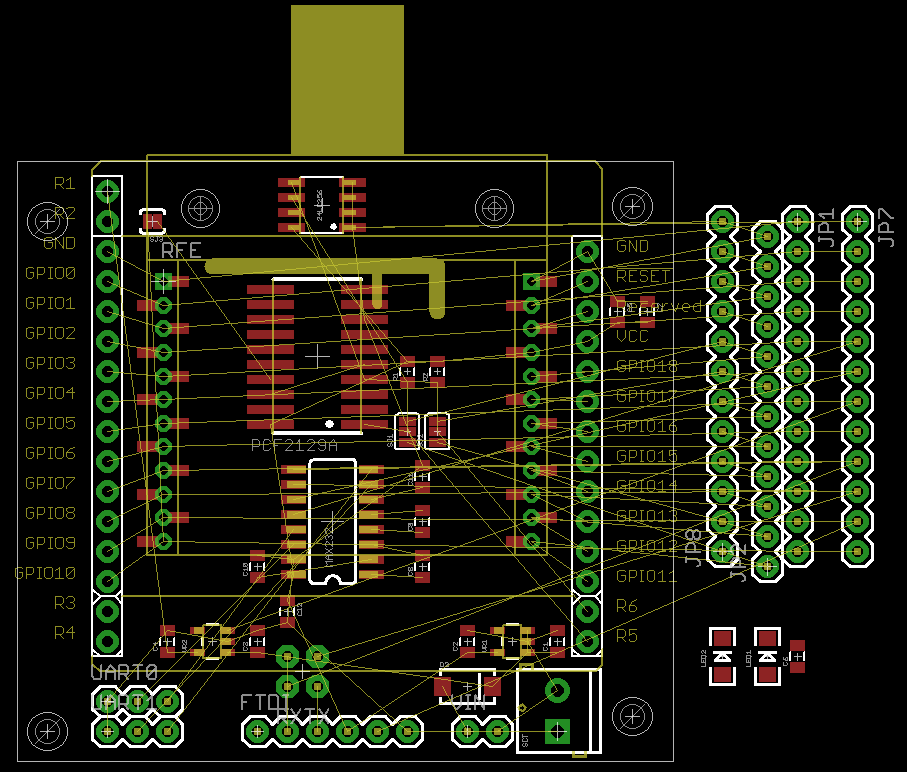 R1
R2
GND
GPIO0
GPIO1
GPIO2
GPIO3
GPIO4
GPIO5
GPIO6
GPIO7
GPIO8
GPIO9
GPIO10
R3
R4
RFE
24LC256
PCF2129A
MAX232
GND
RESET
Reserved
VCC
GPIO18
GPIO17
GPIO16
GPIO15
GPIO14
GPIO13
GPIO12
GPIO11
R6
R5
JP1
JP7
JP8
JP2
LED2
LED1
UART0
UART1
FTDI
RXTX
VIN